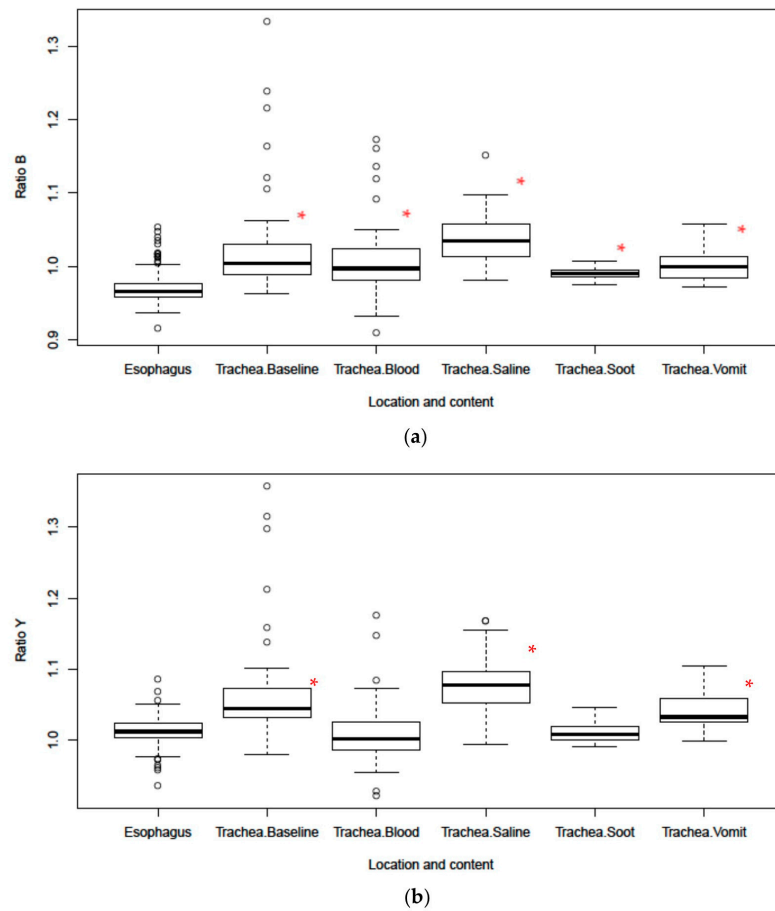 1.3
1.2
1.1
1.0
0.9
Ratio B
Esophagus Trachea.Baseline Trachea.Blood Trachea.Saline Trachea.Soot Trachea.Vomit
Location and content
(a)
1.3
1.2
1.1
1.0
Ratio Y
Esophagus Trachea.Baseline Trachea.Blood Trachea.Saline Trachea.Soot Trachea.Vomit
Location and content
(b)